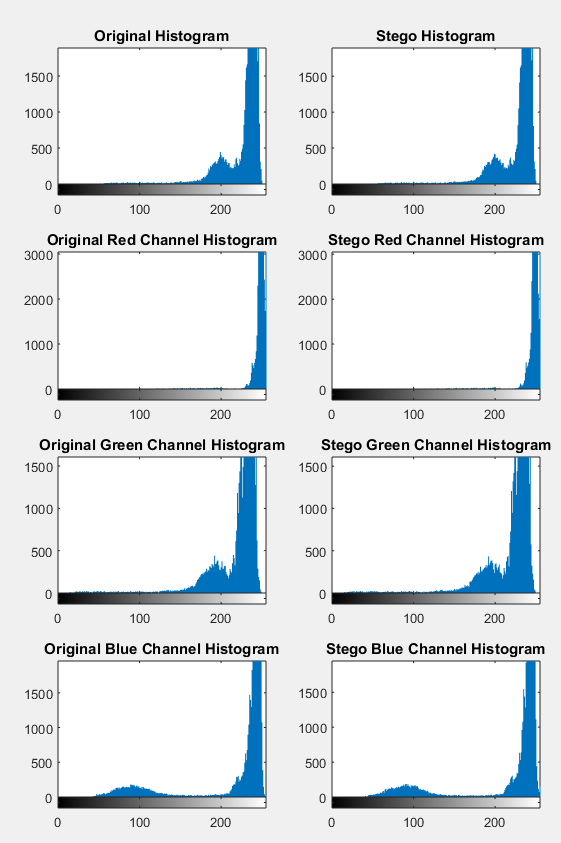 Original Histogram Stego Histogram
1500 1500
1000 1000
500 500
0 0
0 100 200 0 100 200
Original Red Channel Histogram Stego Red Channel Histogram
3000 3000
2000 2000
1000 1000
0 0
0 100 200 0 100 200
Original Green Channel Histogram Stego Green Channel Histogram
1500 1500
1000 1000
500 500
0 0
0 100 200 0 100 200
Original Blue Channel Histogram Stego Blue Channel Histogram
1500 1500
1000 1000
500 500
0 0
0 100 200 0 100 200